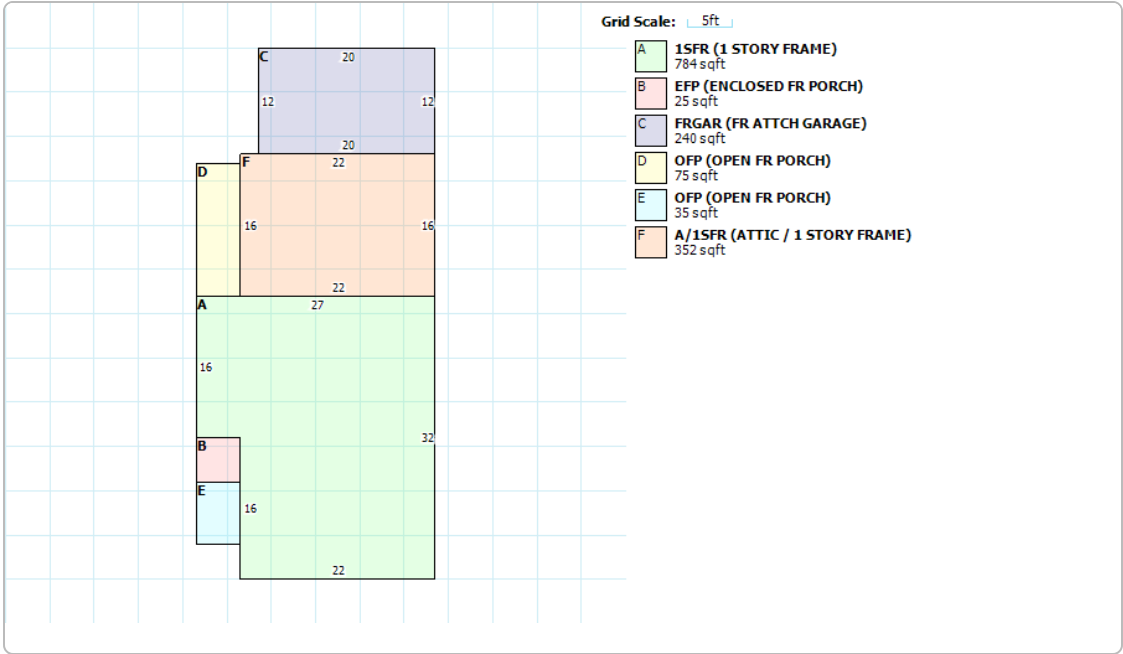 Grid Scale: 5ft
A 1SFR (1 STORY FRAME)
784 sqft
B EFP (ENCLOSED FR PORCH)
25 sqft
C FRGAR (FR ATTCH GARAGE)
240 sqft
D OFP (OPEN FR PORCH)
75 sqft
E OFP (OPEN FR PORCH)
35 sqft
F A/1SFR (ATTIC / 1 STORY FRAME)
352 sqft
C 20
12 12
20
F 22
D
16 16
22
A 27
16
32
B
E
16
22